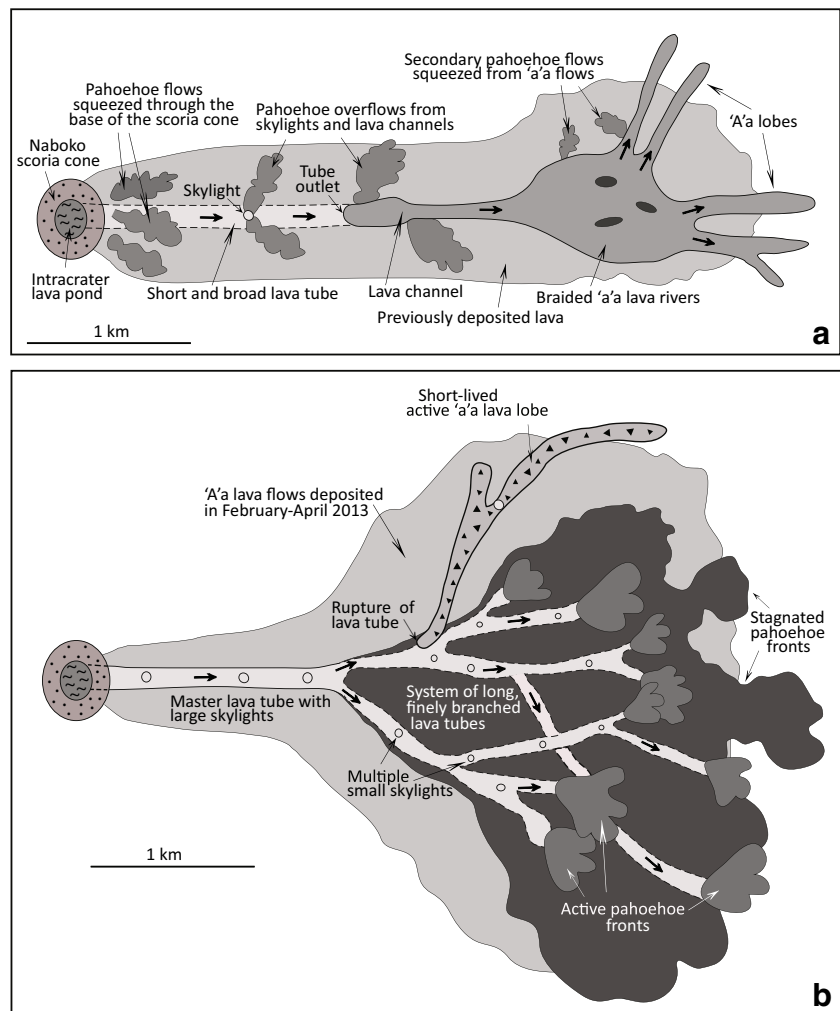 Secondary pahoehoe flows
squeezed from ‘a’a flows
Pahoehoe flows
squeezed through the
base of the scoria cone
Pahoehoe overflows from
skylights and lava channels
‘A’a lobes
Naboko
scoria cone
Skylight
Tube
outlet
Intracrater
lava pond
Short and broad lava tube
Lava channel
Braided ‘a’a lava rivers
Previously deposited lava
1 km
a
Short-lived
active ‘a’a lava lobe
‘A’a lava flows deposited
in February-April 2013
Rupture of
lava tube
Stagnated
pahoehoe
fronts
Master lava tube with
large skylights
System of long,
finely branched
lava tubes
Multiple
small skylights
1 km
Active pahoehoe
fronts
b